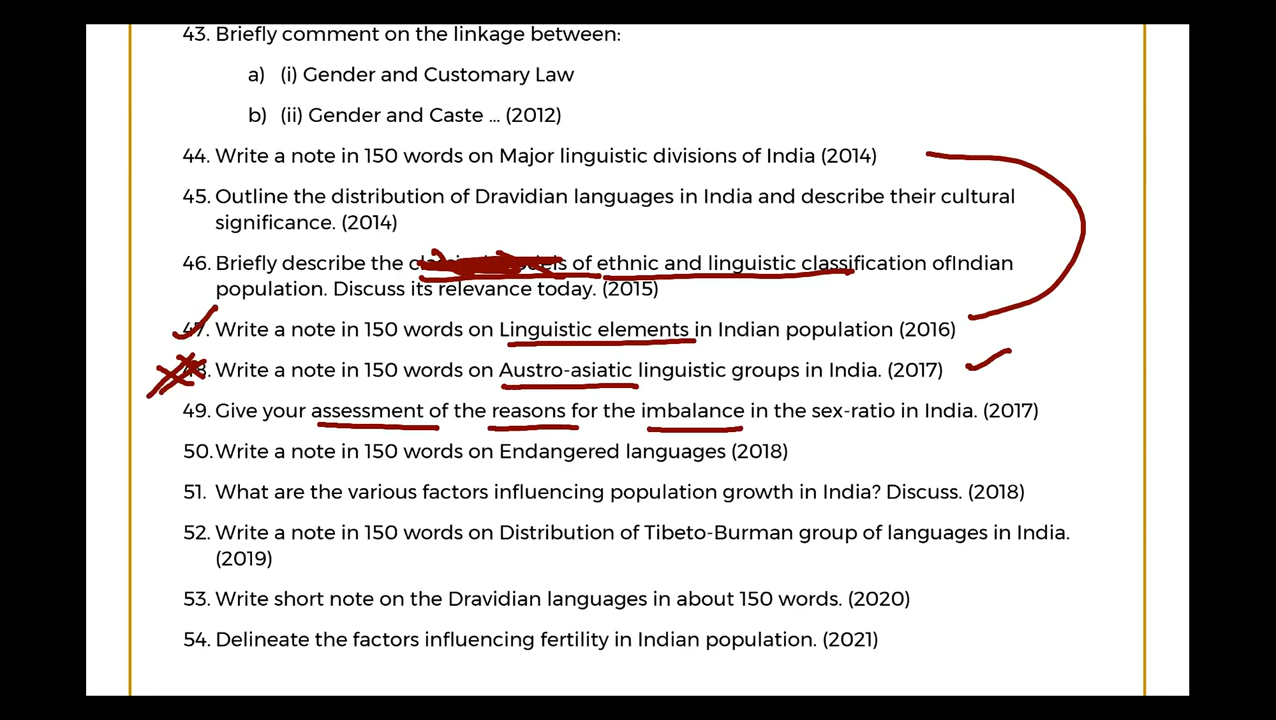 43. Briefly comment on the linkage between:
a) (i) Gender and Customary Law
b) (ii) Gender and Caste ... (2012)
44. Write a note in 150 words on Major linguistic divisions of India (2014)
45. Outline the distribution of Dravidian languages in India and describe their cultural
significance. (2014)
46. Briefly describe the of ethnic and linguistic classification ofIndian
population. Discuss its relevance today. (2015)
47. Write a note in 150 words on Linguistic elements in Indian population (2016)
48. Write a note in 150 words on Austro-asiatic linguistic groups in India. (2017)
49. Give your assessment of the reasons for the imbalance in the sex-ratio in India. (2017)
50. Write a note in 150 words on Endangered languages (2018)
51. What are the various factors influencing population growth in India? Discuss. (2018)
52. Write a note in 150 words on Distribution of Tibeto-Burman group of languages in India.
(2019)
53. Write short note on the Dravidian languages in about 150 words. (2020)
54. Delineate the factors influencing fertility in Indian population. (2021)